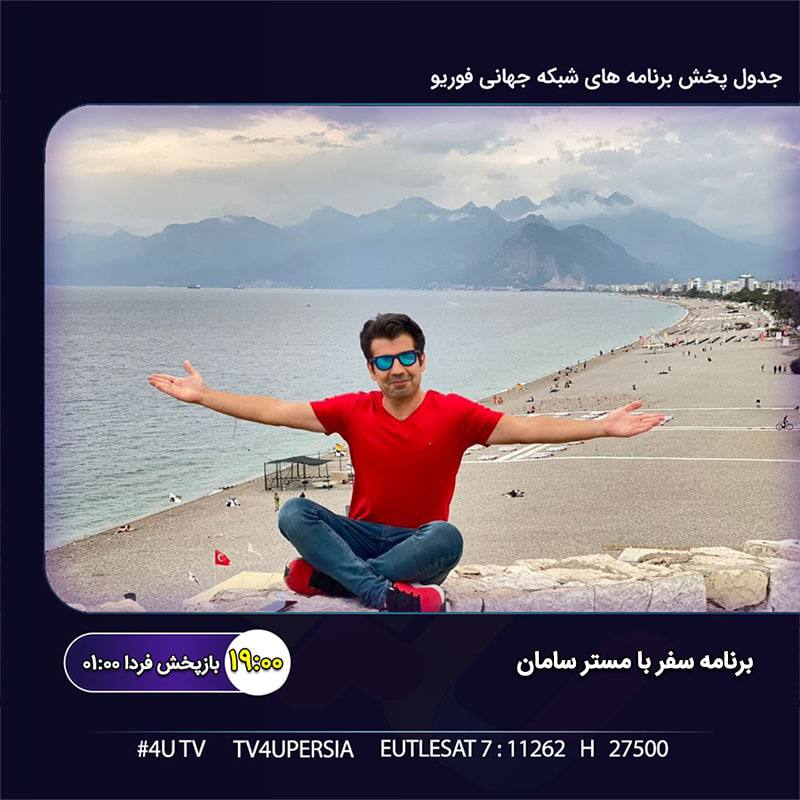 جدول پخش برنامه های شبکه جهانی فوریو
برنامه سفر با مستر سامان
۱۹:۰۰ بازپخش فردا ۰۱:۰۰
#4U TV TV4UPERSIA EUTLESAT 7 : 11262 H 27500